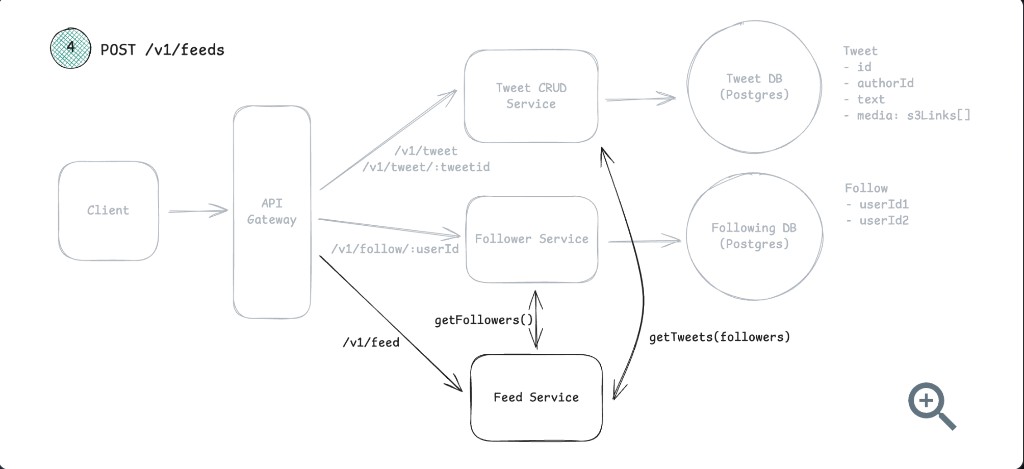 4
POST /v1/feeds
Tweet CRUD
Service
Tweet DB
(Postgres)
Tweet
- id
- authorId
- text
- media: s3Links[]
/v1/tweet
/v1/tweet/:tweetid
Client
API
Gateway
Follow
- userId1
- userId2
Follower Service
Following DB
(Postgres)
/v1/follow/:userId
getFollowers()
/v1/feed
getTweets(followers)
Feed Service